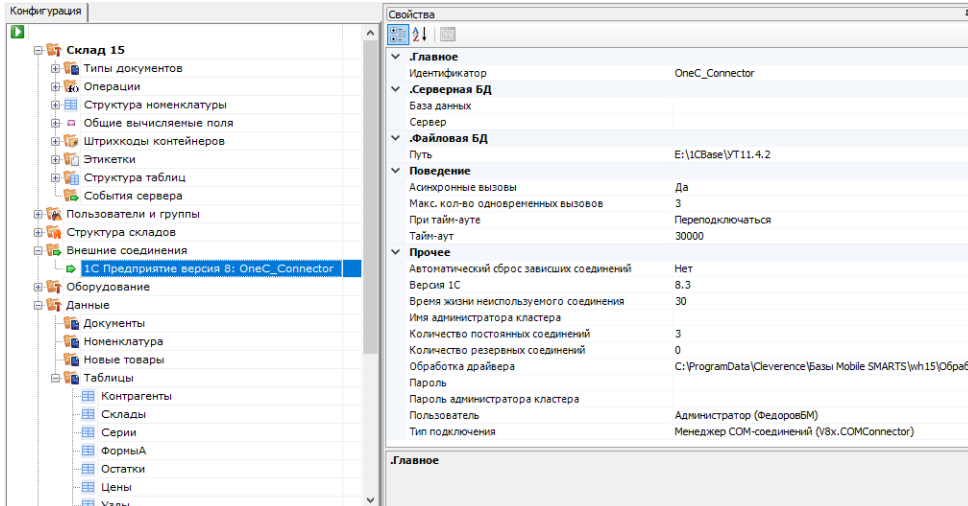 Конфигурация
Склад 15
Типы документов
Операции
Структура номенклатуры
Общие вычисляемые поля
Штрихкоды контейнеров
Этикетки
Структура таблиц
События сервера
Пользователи и группы
Структура складов
Внешние соединения
1С Предприятие версия 8: OneC_Connector
Оборудование
Данные
Документы
Номенклатура
Новые товары
Таблицы
Контрагенты
Склады
Серии
ФормыА
Остатки
Цены
Узлы
Свойства
.Главное
Идентификатор OneC_Connector
.Серверная БД
База данных
Сервер
.Файловая БД
Путь E:\1CBase\УТ11.4.2
Поведение
Асинхронные вызовы Да
Макс. кол-во одновременных вызовов 3
При тайм-ауте Переподключаться
Тайм-аут 30000
Прочее
Автоматический сброс зависших соединений Нет
Версия 1С 8.3
Время жизни неиспользуемого соединения 30
Имя администратора кластера
Количество постоянных соединений 3
Количество резервных соединений 0
Обработка драйвера C:\ProgramData\Cleverence\Базы Mobile SMARTS\wh15\Обраб
Пароль
Пароль администратора кластера
Пользователь Администратор (ФедоровБМ)
Тип подключения Менеджер COM-соединений (V8x.COMConnector)
.Главное